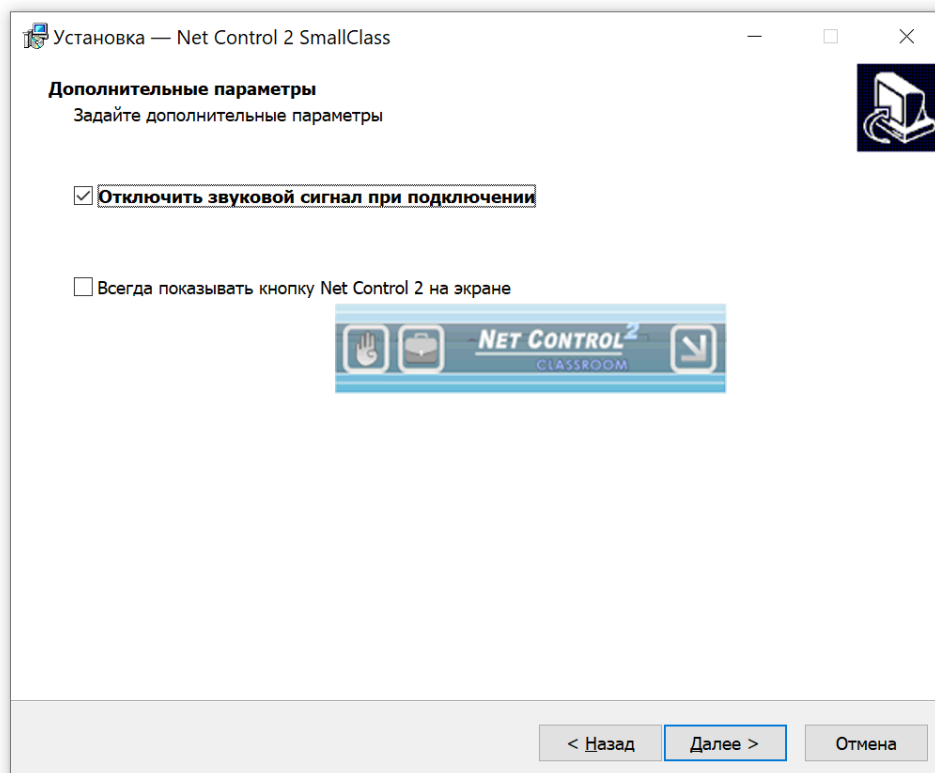 Установка — Net Control 2 SmallClass
Дополнительные параметры
Задайте дополнительные параметры
Отключить звуковой сигнал при подключении
Всегда показывать кнопку Net Control 2 на экране
NET CONTROL 2
CLASSROOM
< Назад
Далее >
Отмена